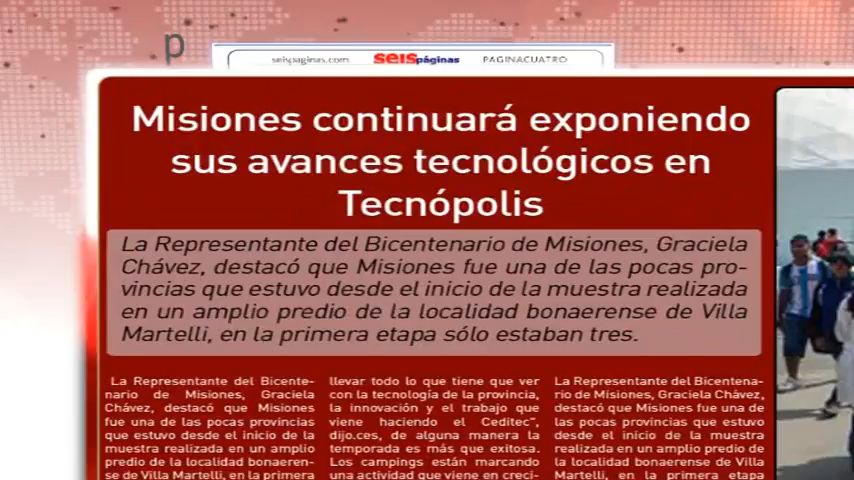 p
seispaginas.com SEISpáginas PAGINACUATRO
Misiones continuará exponiendo
sus avances tecnológicos en
Tecnópolis
La Representante del Bicentenario de Misiones, Graciela
Chávez, destacó que Misiones fue una de las pocas pro-
vincias que estuvo desde el inicio de la muestra realizada
en un amplio predio de la localidad bonaerense de Villa
Martelli, en la primera etapa sólo estaban tres.
La Representante del Bicente-
nario de Misiones, Graciela
Chávez, destacó que Misiones
fue una de las pocas provincias
que estuvo desde el inicio de la
muestra realizada en un amplio
predio de la localidad bonaeren-
se de Villa Martelli, en la primera
llevar todo lo que tiene que ver
con la tecnología de la provincia,
la innovación y el trabajo que
viene haciendo el Ceditec",
dijo.ces, de alguna manera la
temporada es más que exitosa.
Los campings están marcando
una actividad que viene en creci-
La Representante del Bicentena-
rio de Misiones, Graciela Chávez,
destacó que Misiones fue una de
las pocas provincias que estuvo
desde el inicio de la muestra
realizada en un amplio predio de
la localidad bonaerense de Villa
Martelli, en la primera etapa